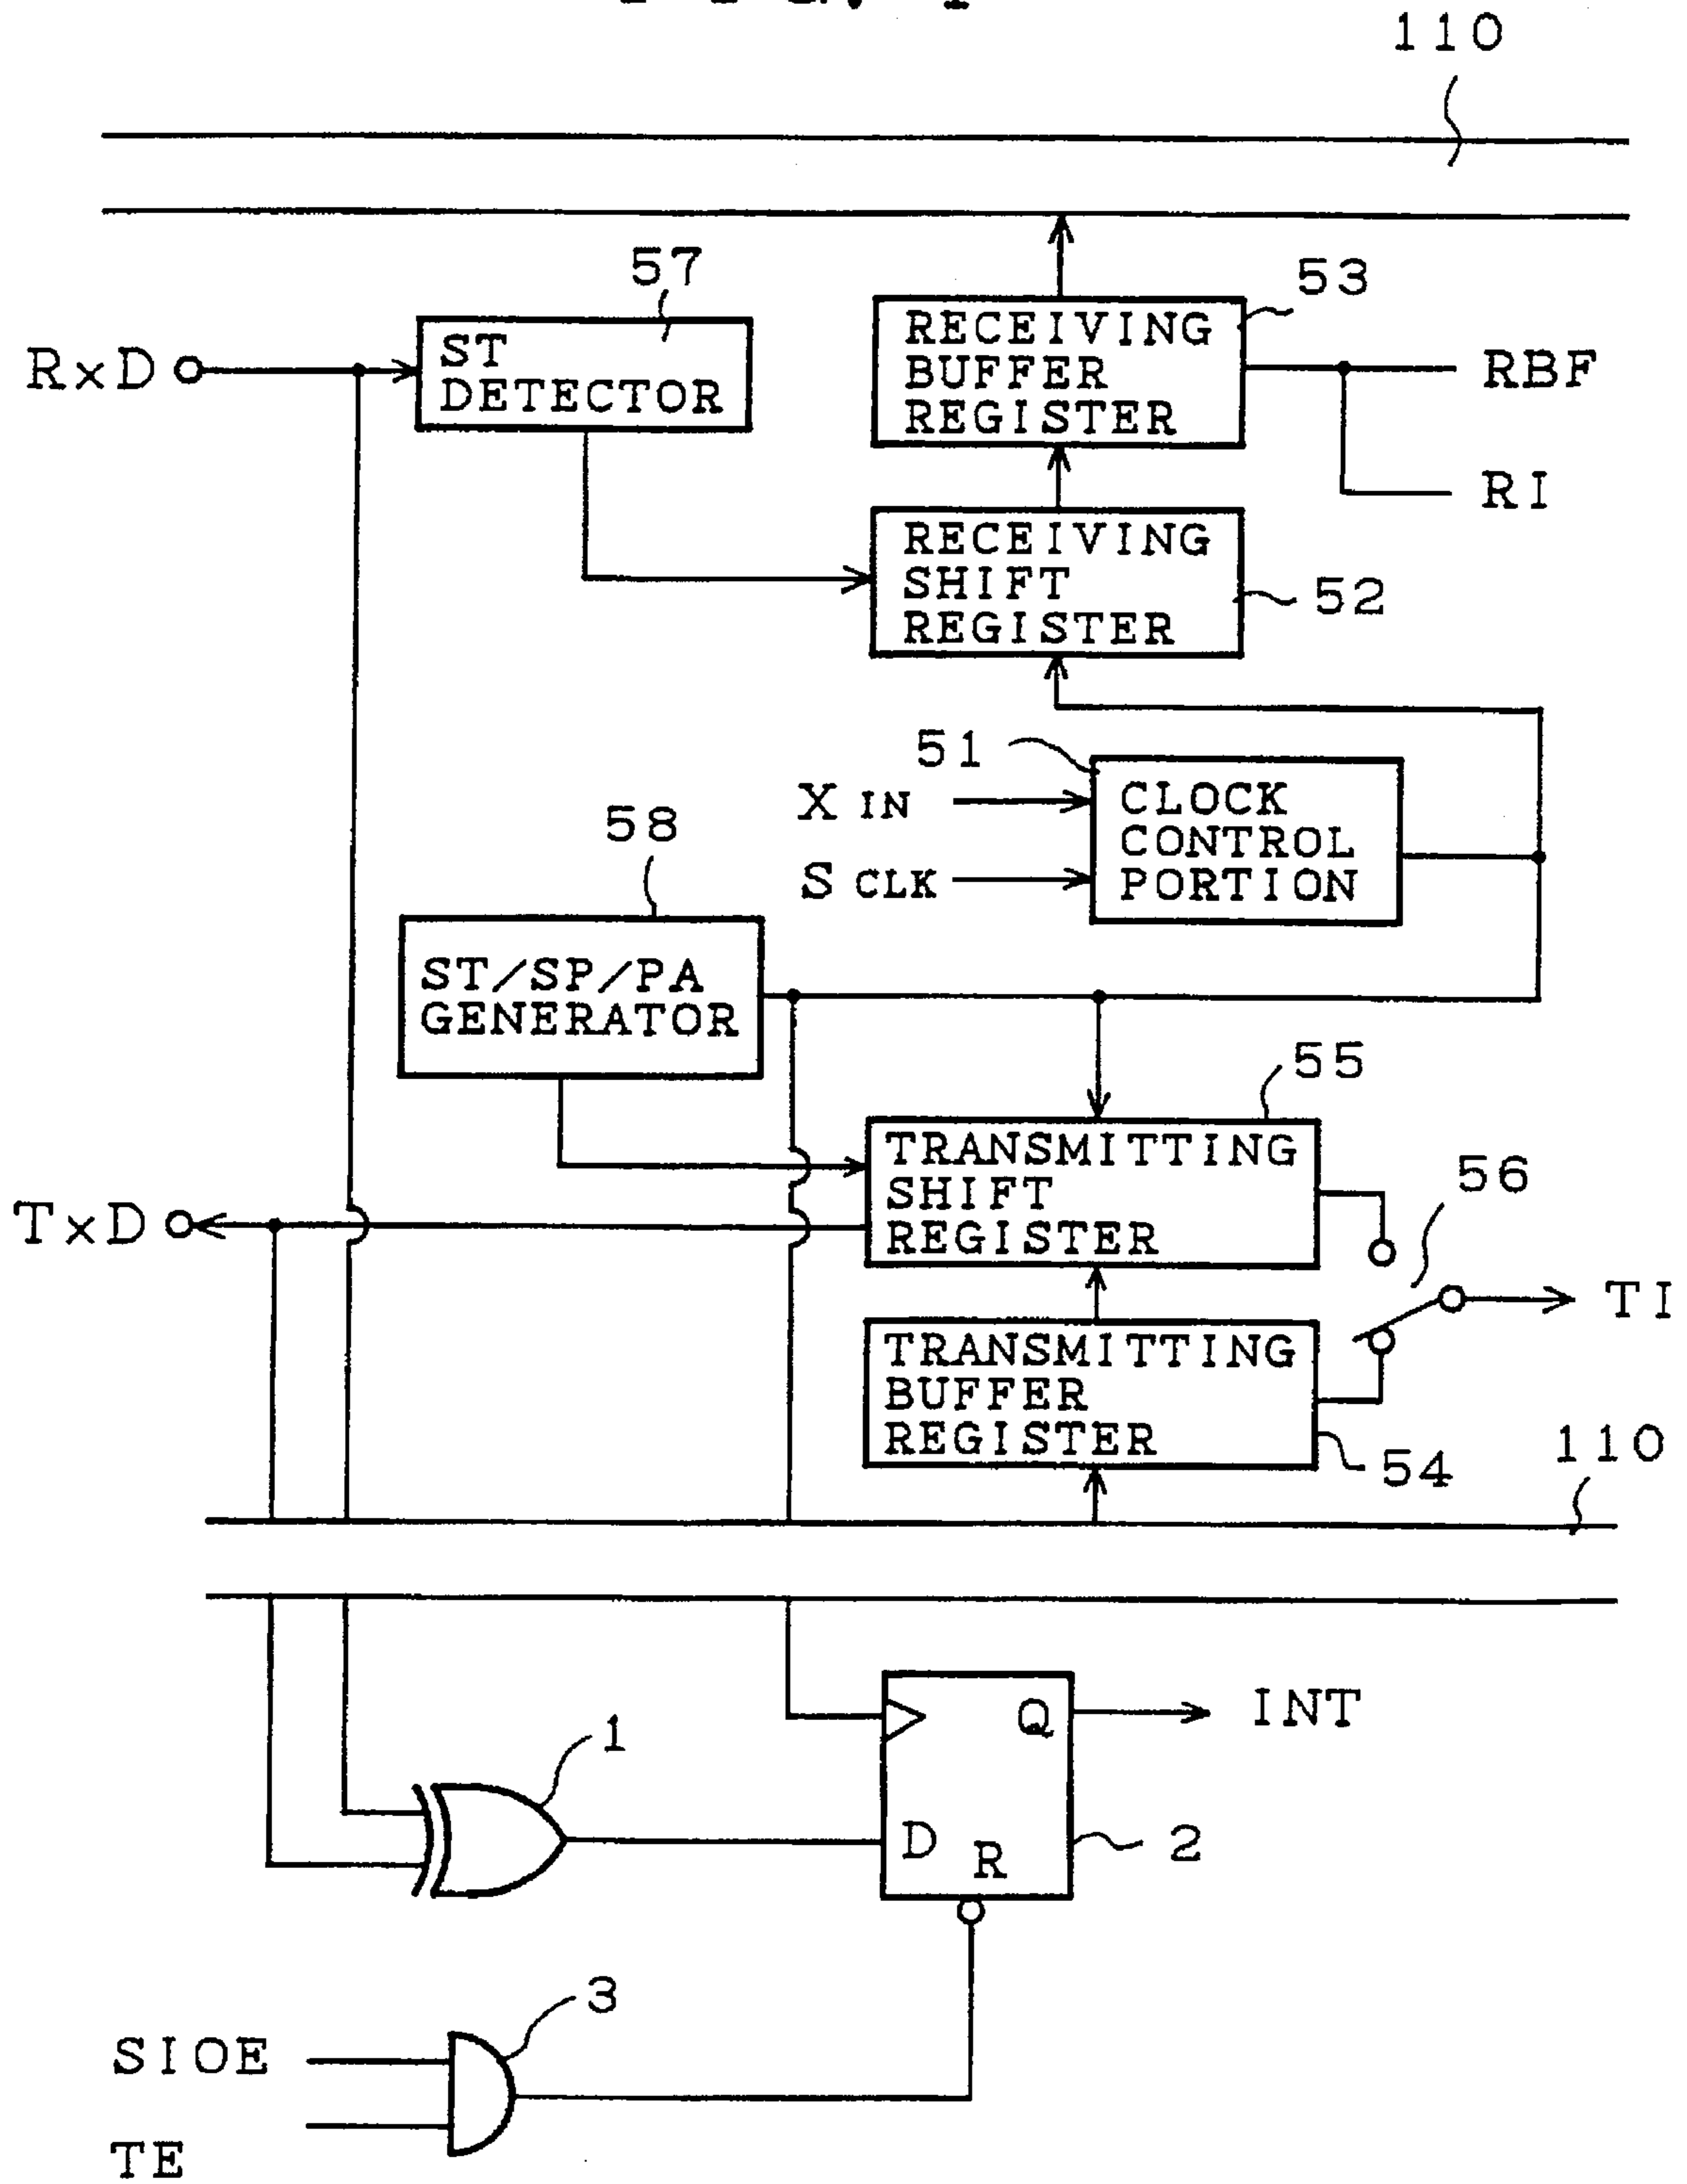 110
57
53
RxD
ST
DETECTOR
RECEIVING
BUFFER
REGISTER
RBF
RI
RECEIVING
SHIFT
REGISTER
52
51
X IN
S CLK
CLOCK
CONTROL
PORTION
58
ST/SP/PA
GENERATOR
55
TRANSMITTING
SHIFT
REGISTER
56
TxD
TI
TRANSMITTING
BUFFER
REGISTER
54
110
Q
INT
1
D
R
2
3
SIOE
TE